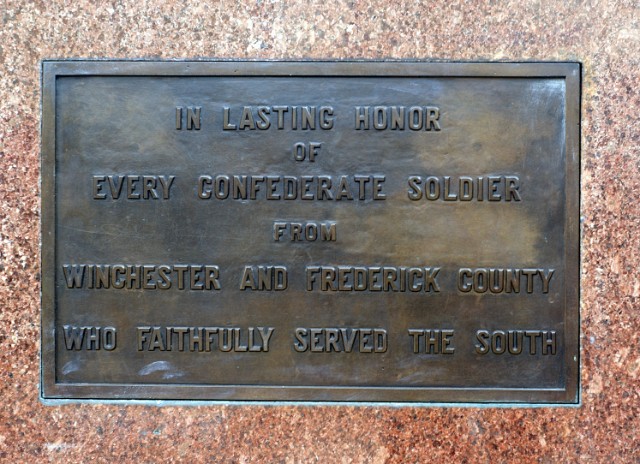 IN LASTING HONOR
OF
EVERY CONFEDERATE SOLDIER
FROM
WINCHESTER AND FREDERICK COUNTY
WHO FAITHFULLY SERVED THE SOUTH